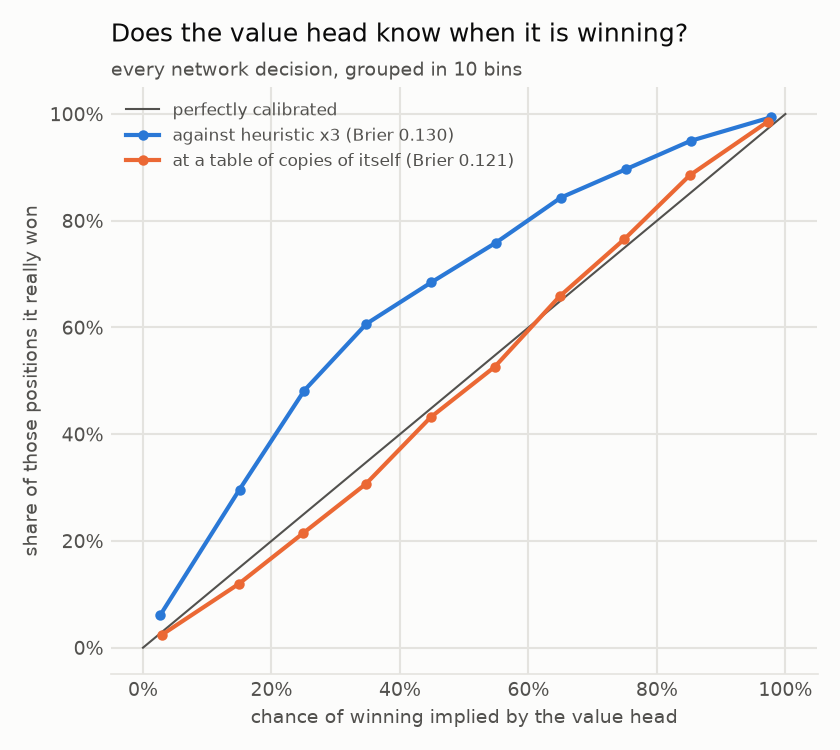 Does the value head know when it is winning?
every network decision, grouped in 10 bins
perfectly calibrated
against heuristic x3 (Brier 0.130)
at a table of copies of itself (Brier 0.121)
share of those positions it really won
100%
80%
60%
40%
20%
0%
0% 20% 40% 60% 80% 100%
chance of winning implied by the value head